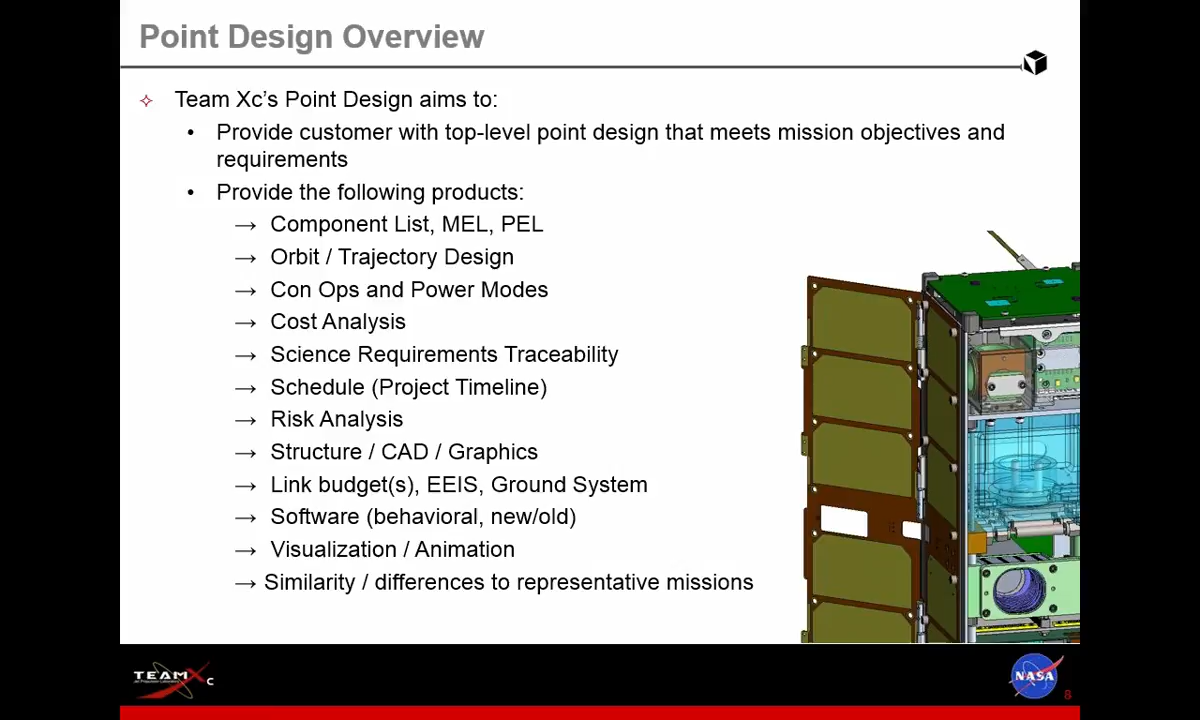 Point Design Overview
Team Xc's Point Design aims to:
• Provide customer with top-level point design that meets mission objectives and
requirements
• Provide the following products:
→ Component List, MEL, PEL
→ Orbit / Trajectory Design
→ Con Ops and Power Modes
→ Cost Analysis
→ Science Requirements Traceability
→ Schedule (Project Timeline)
→ Risk Analysis
→ Structure / CAD / Graphics
→ Link budget(s), EEIS, Ground System
→ Software (behavioral, new/old)
→ Visualization / Animation
→ Similarity / differences to representative missions
TEAM X c
Jet Propulsion Laboratory
NASA
8